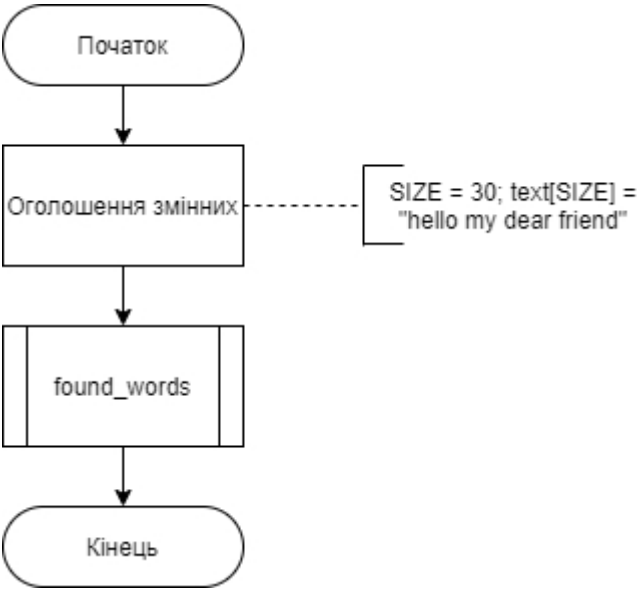 Початок
Оголошення змінних
SIZE = 30; text[SIZE] =
"hello my dear friend"
found_words
Кінець